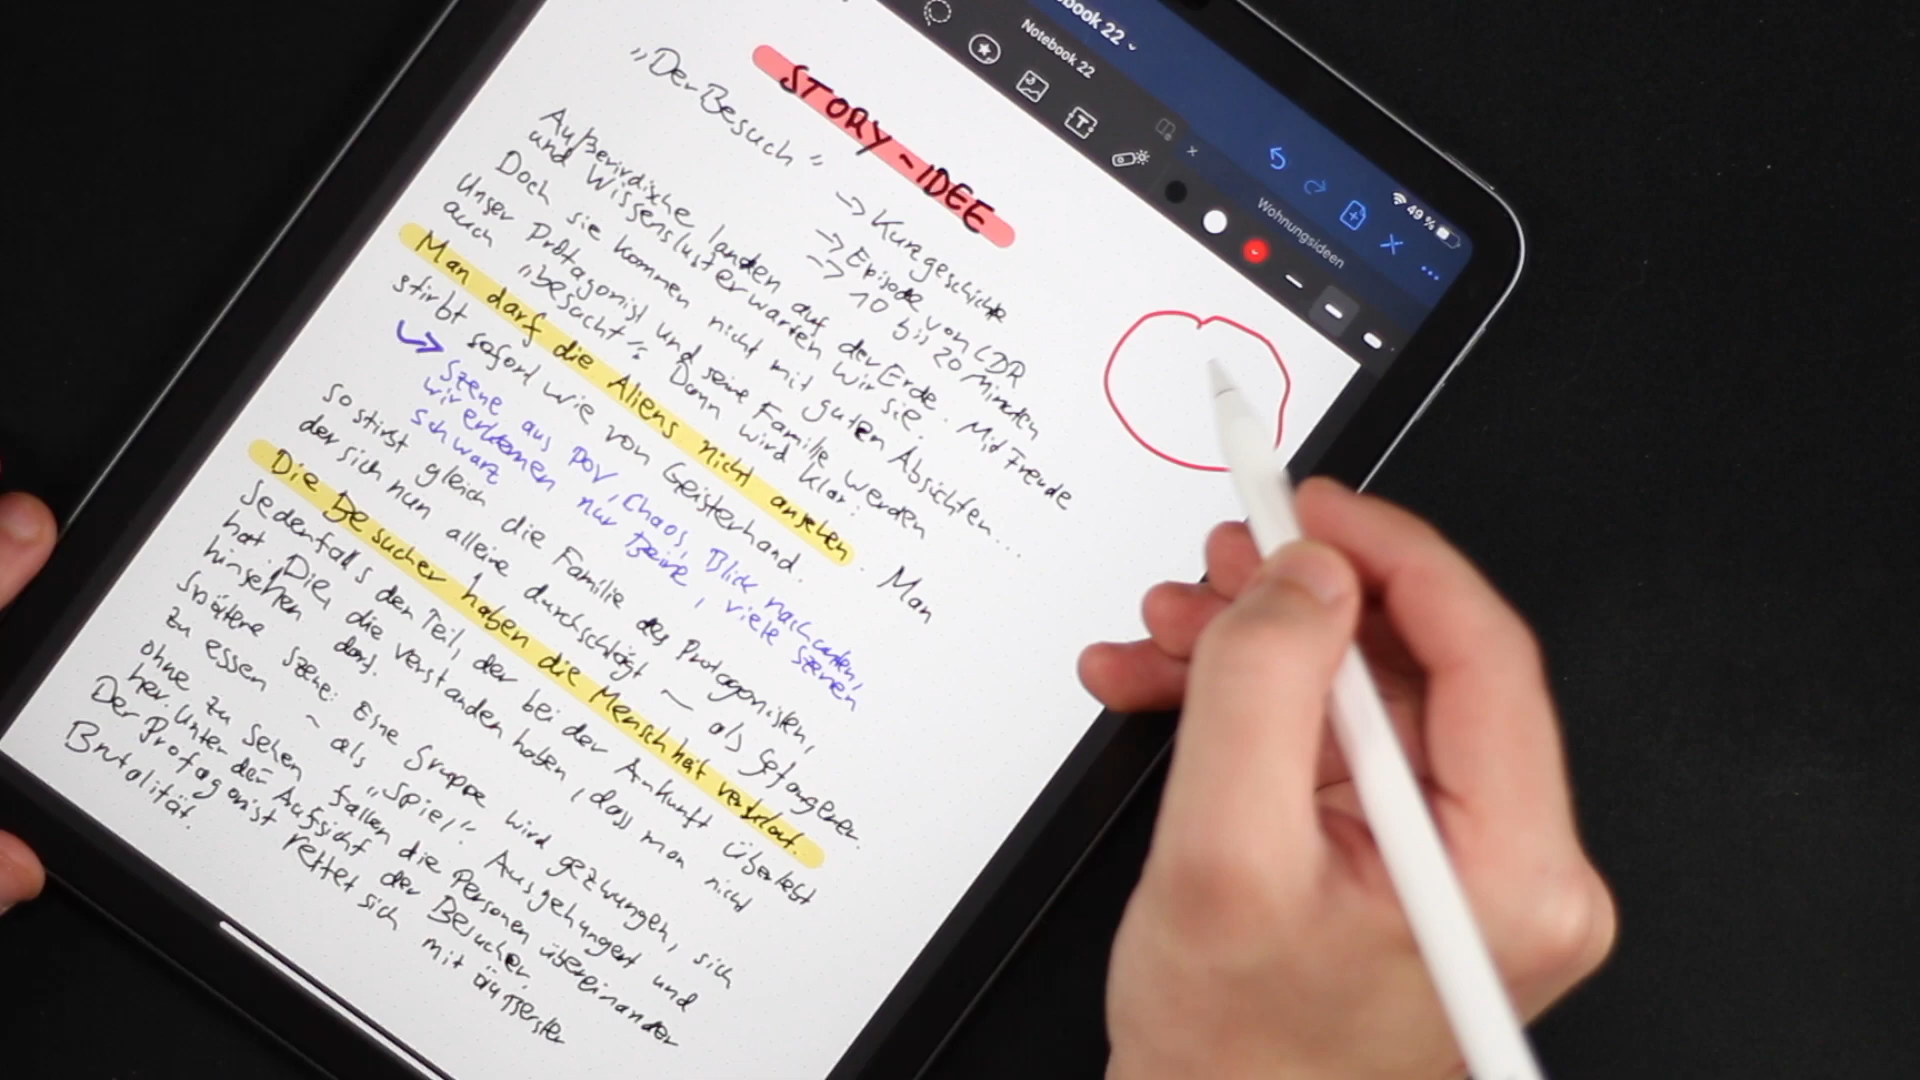 book 22
Notebook 22
49 %
Wohnungsideen
STORY-IDEE
"Der Besuch"
→ Kurzgeschichte
→ Episode von LDR
→ 10 bis 20 Minuten
Außerirdische landen auf der Erde. Mit Freude
und Wissenslust erwarten wir sie.
Doch sie kommen nicht mit guten Absichten...
Unser Protagonist und seine Familie werden
auch "besucht". Dann wird klar:
Man darf die Aliens nicht ansehen. Man
stirbt sofort wie von Geisterhand.
Szene aus POV, Chaos, Blick nach unten,
wir erkennen nur Beine, viele Szenen
schwarz
So stirbt gleich die Familie des Protagonisten,
der sich nun alleine durchschlägt ~ als Gefangener.
Die Besucher haben die Menschheit versklavt.
Jedenfalls den Teil, der bei der Ankunft überlebt
hat. Die, die verstanden haben, dass man nicht
hinsehen darf.
Spätere Szene: Eine Gruppe wird gezwungen, sich
zu essen ~ als "Spiel". Ausgehungert und
ohne zu sehen fallen die Personen übereinander
her. Unter der Aufsicht der Besucher.
Der Protagonist rettet sich mit äußerster
Brutalität.